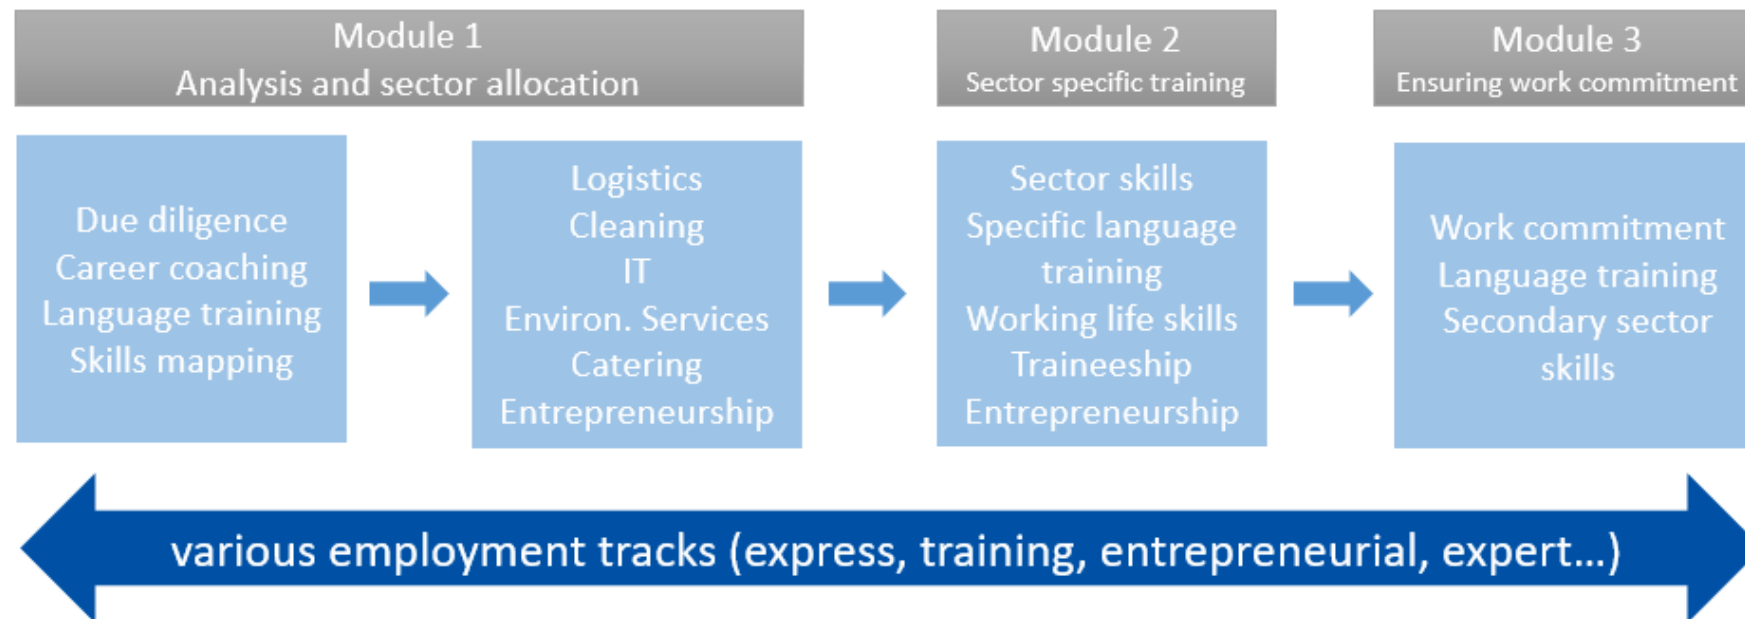 Module 1
Analysis and sector allocation
Module 2
Sector specific training
Module 3
Ensuring work commitment
Due diligence
Career coaching
Language training
Skills mapping
Logistics
Cleaning
IT
Environ. Services
Catering
Entrepreneurship
Sector skills
Specific language
training
Working life skills
Traineeship
Entrepreneurship
Work commitment
Language training
Secondary sector
skills
various employment tracks (express, training, entrepreneurial, expert...)